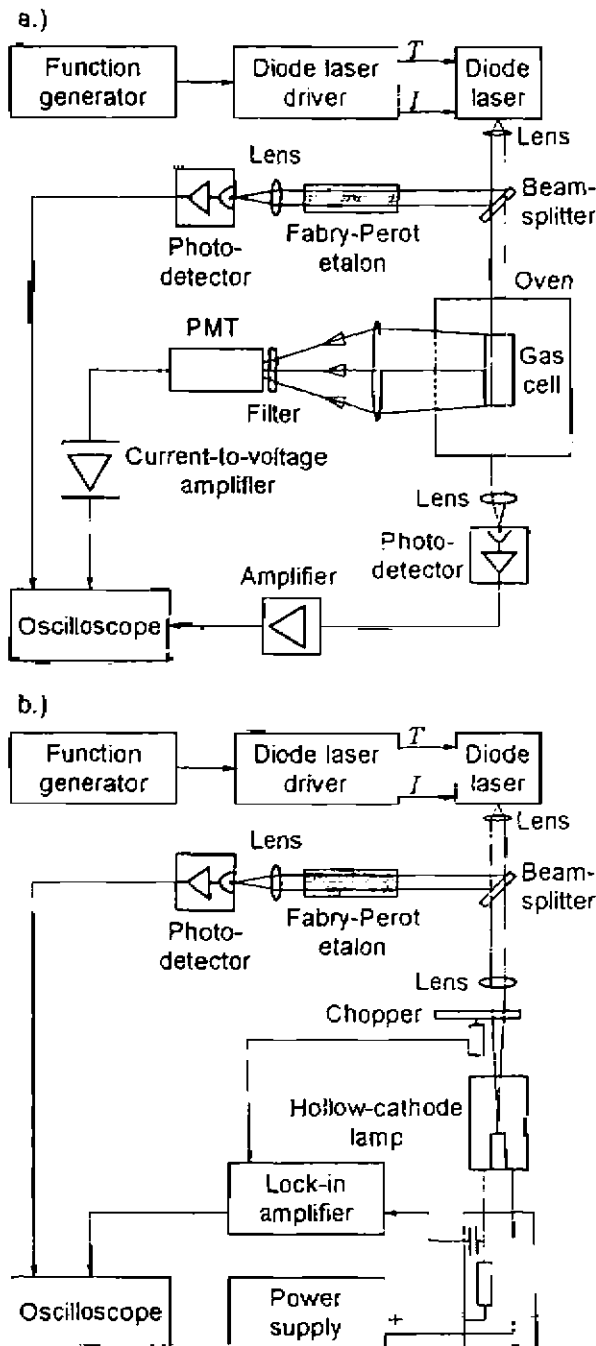 a.)
Function
generator
Diode laser
driver
T
I
Diode
laser
Lens
Lens
Beam-
splitter
Photo-
detector
Fabry-Perot
etalon
Oven
PMT
Gas
cell
Filter
Current-to-voltage
amplifier
Lens
Photo-
detector
Amplifier
Oscilloscope
b.)
Function
generator
Diode laser
driver
T
I
Diode
laser
Lens
Lens
Beam-
splitter
Photo-
detector
Fabry-Perot
etalon
Lens
Chopper
Hollow-cathode
lamp
Lock-in
amplifier
Oscilloscope
Power
supply
+